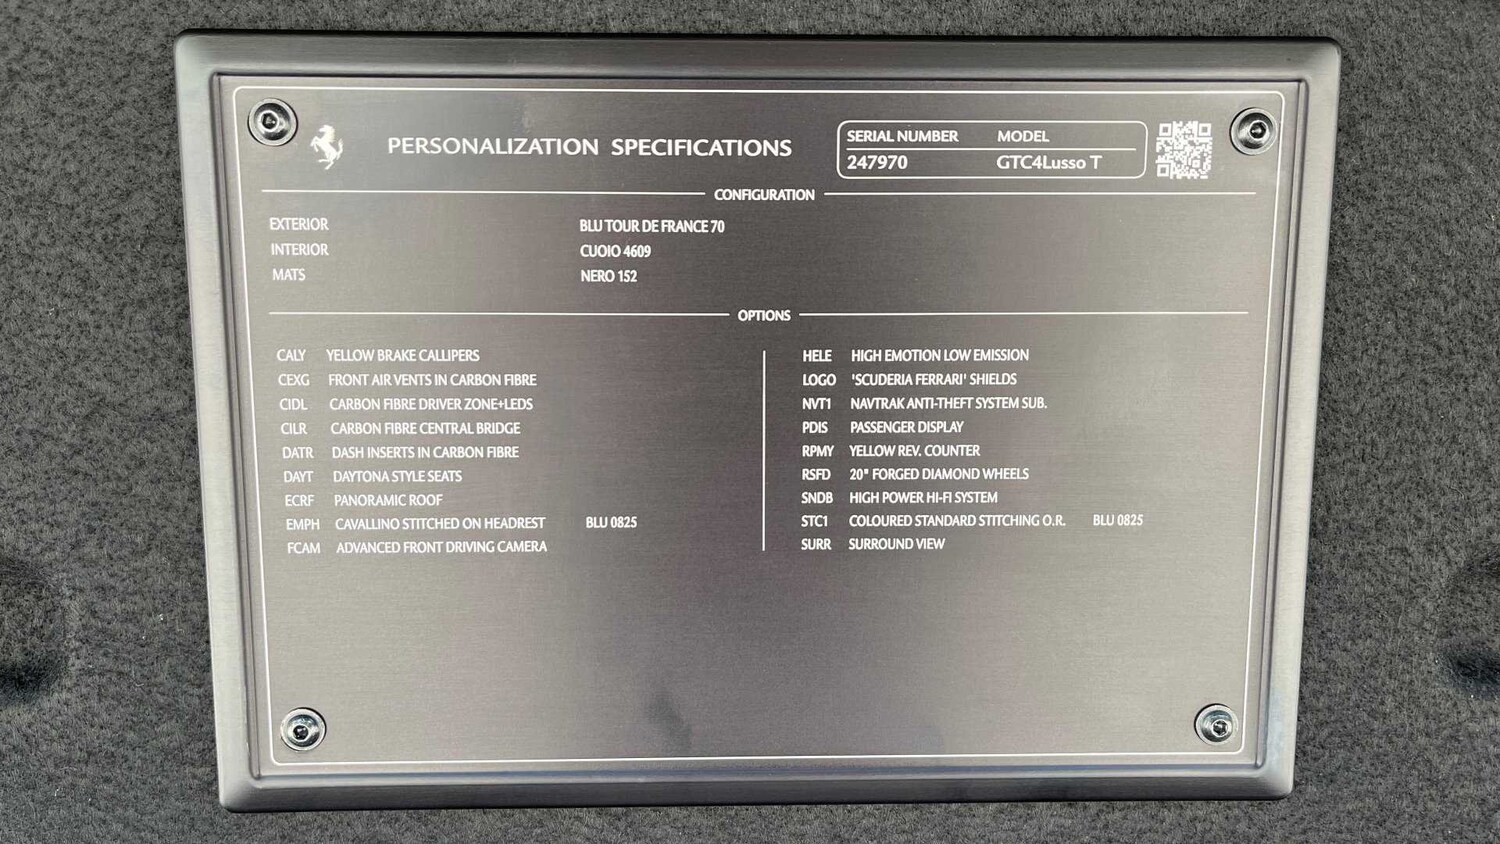 PERSONALIZATION SPECIFICATIONS
SERIAL NUMBER MODEL
247970 GTC4Lusso T
CONFIGURATION
EXTERIOR BLU TOUR DE FRANCE 70
INTERIOR CUOIO 4609
MATS NERO 152
OPTIONS
CALY YELLOW BRAKE CALLIPERS
CEXG FRONT AIR VENTS IN CARBON FIBRE
CIDL CARBON FIBRE DRIVER ZONE+LEDS
CILR CARBON FIBRE CENTRAL BRIDGE
DATR DASH INSERTS IN CARBON FIBRE
DAYT DAYTONA STYLE SEATS
ECRF PANORAMIC ROOF
EMPH CAVALLINO STITCHED ON HEADREST BLU 0825
FCAM ADVANCED FRONT DRIVING CAMERA
HELE HIGH EMOTION LOW EMISSION
LOGO 'SCUDERIA FERRARI' SHIELDS
NVT1 NAVTRAK ANTI-THEFT SYSTEM SUB.
PDIS PASSENGER DISPLAY
RPMY YELLOW REV. COUNTER
RSFD 20" FORGED DIAMOND WHEELS
SNDB HIGH POWER HI-FI SYSTEM
STC1 COLOURED STANDARD STITCHING O.R. BLU 0825
SURR SURROUND VIEW